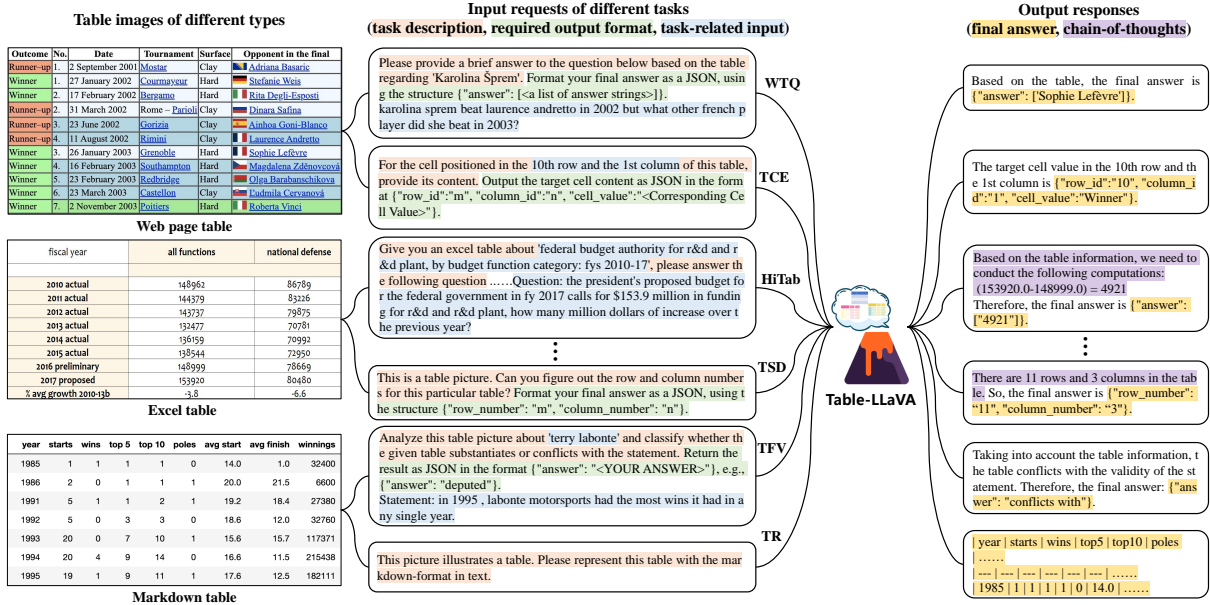 Table images of different types
Outcome No. Date Tournament Surface Opponent in the final
Runner–up 1. 2 September 2001 Mostar Clay Adriana Basaric
Winner 1. 27 January 2002 Courmayeur Hard Stefanie Weis
Winner 2. 17 February 2002 Bergamo Hard Rita Degli-Esposti
Runner–up 2. 31 March 2002 Rome – Parioli Clay Dinara Safina
Runner–up 3. 23 June 2002 Gorizia Clay Ainhoa Goni-Blanco
Runner–up 4. 11 August 2002 Rimini Clay Laurence Andretto
Winner 3. 26 January 2003 Grenoble Hard Sophie Lefèvre
Winner 4. 16 February 2003 Southampton Hard Magdalena Zděnovcová
Winner 5. 23 February 2003 Redbridge Hard Olga Barabanschikova
Winner 6. 23 March 2003 Castellon Clay Ľudmila Cervanová
Winner 7. 2 November 2003 Poitiers Hard Roberta Vinci
Web page table
fiscal year all functions national defense
2010 actual 148962 86789
2011 actual 144379 83226
2012 actual 143737 79875
2013 actual 132477 70781
2014 actual 136159 70992
2015 actual 138544 72950
2016 preliminary 148999 78669
2017 proposed 153920 80480
% avg growth 2010-13b -3.8 -6.6
Excel table
year starts wins top 5 top 10 poles avg start avg finish winnings
1985 1 1 1 1 0 14.0 1.0 32400
1986 2 0 1 1 1 20.0 21.5 6600
1991 5 1 1 2 1 19.2 18.4 27380
1992 5 0 3 3 0 18.6 12.0 32760
1993 20 0 7 10 1 15.6 15.7 117371
1994 20 4 9 14 0 16.6 11.5 215438
1995 19 1 9 11 1 17.6 12.5 182111
Markdown table
Input requests of different tasks
(task description, required output format, task-related input)
Please provide a brief answer to the question below based on the table
regarding 'Karolina Šprem'. Format your final answer as a JSON, usin
g the structure {"answer": [<a list of answer strings>]}.
karolina sprem beat laurence andretto in 2002 but what other french p
layer did she beat in 2003?
WTQ
For the cell positioned in the 10th row and the 1st column of this table,
provide its content. Output the target cell content as JSON in the form
at {"row_id":"m", "column_id":"n", "cell_value":"<Corresponding Ce
ll Value>"}.
TCE
Give you an excel table about 'federal budget authority for r&d and r
&d plant, by budget function category: fys 2010-17', please answer th
e following question ……Question: the president's proposed budget fo
r the federal government in fy 2017 calls for $153.9 million in fundin
g for r&d and r&d plant, how many million dollars of increase over t
he previous year?
HiTab
This is a table picture. Can you figure out the row and column number
s for this particular table? Format your final answer as a JSON, using t
he structure {"row_number": "m", "column_number": "n"}.
TSD
Analyze this table picture about 'terry labonte' and classify whether th
e given table substantiates or conflicts with the statement. Return the
result as JSON in the format {"answer": "<YOUR ANSWER>"}, e.g.,
{"answer": "deputed"}.
Statement: in 1995 , labonte motorsports had the most wins it had in a
ny single year.
TFV
This picture illustrates a table. Please represent this table with the mar
kdown-format in text.
TR
Table-LLaVA
Output responses
(final answer, chain-of-thoughts)
Based on the table, the final answer is
{"answer": ['Sophie Lefèvre']}.
The target cell value in the 10th row and th
e 1st column is {"row_id":"10", "column_i
d":"1", "cell_value":"Winner"}.
Based on the table information, we need to
conduct the following computations:
(153920.0-148999.0) = 4921
Therefore, the final answer is {"answer":
["4921"]}.
There are 11 rows and 3 columns in the tab
le. So, the final answer is {"row_number":
“11”, "column_number": “3”}.
Taking into account the table information, t
he table conflicts with the validity of the st
atement. Therefore, the final answer: {"ans
wer": "conflicts with"}.
| year | starts | wins | top5 | top10 | poles
| ……
| --- | --- | --- | --- | --- | --- | ……
| 1985 | 1 | 1 | 1 | 1 | 0 | 14.0 | ……